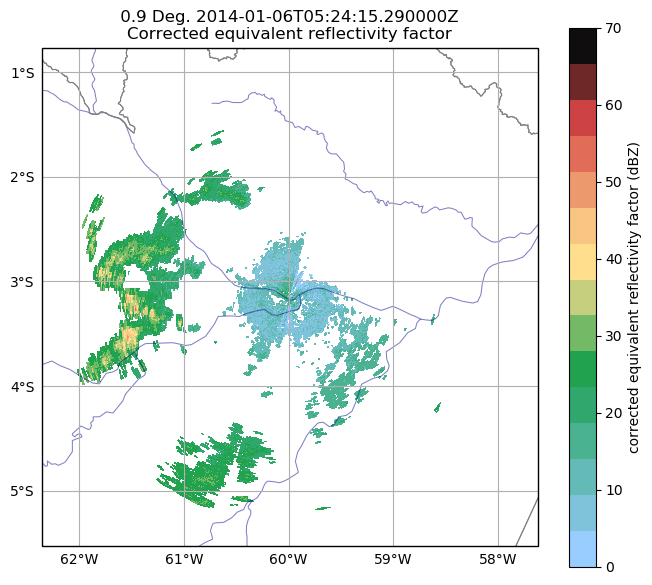 0.9 Deg. 2014-01-06T05:24:15.290000Z
Corrected equivalent reflectivity factor
1°S
2°S
3°S
4°S
5°S
62°W 61°W 60°W 59°W 58°W
70
60
50
40
30
20
10
0
corrected equivalent reflectivity factor (dBZ)